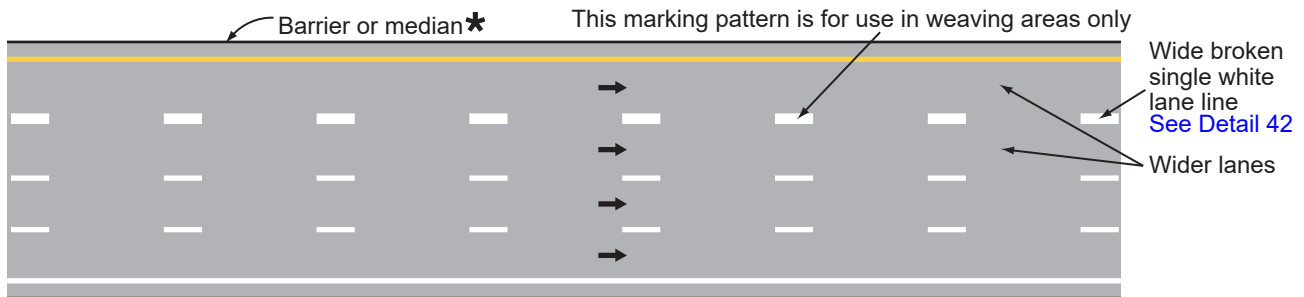 Barrier or median*
This marking pattern is for use in weaving areas only
Wide broken
single white
lane line
See Detail 42
Wider lanes